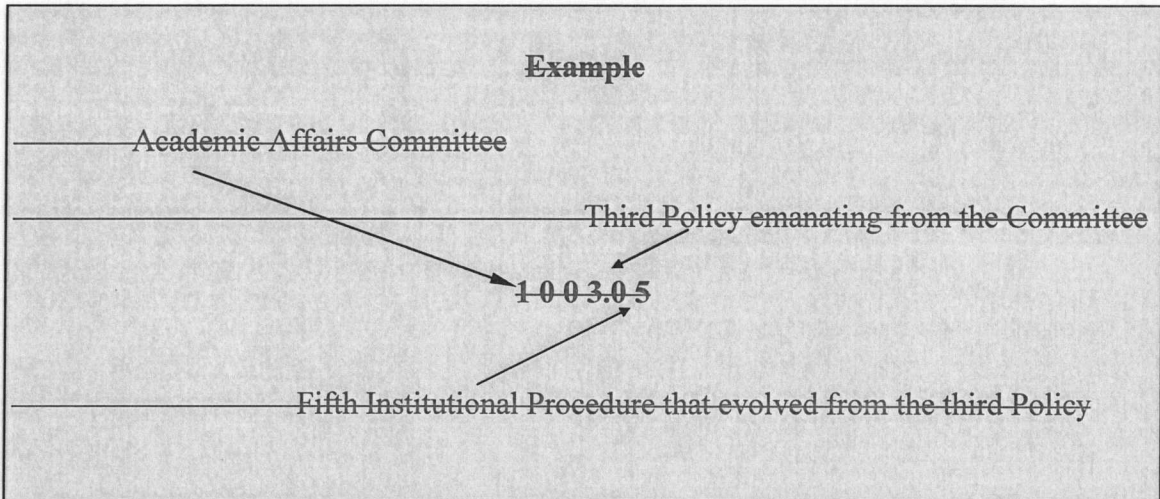 Example
Academic Affairs Committee
Third Policy emanating from the Committee
1 0 0 3.0 5
Fifth Institutional Procedure that evolved from the third Policy